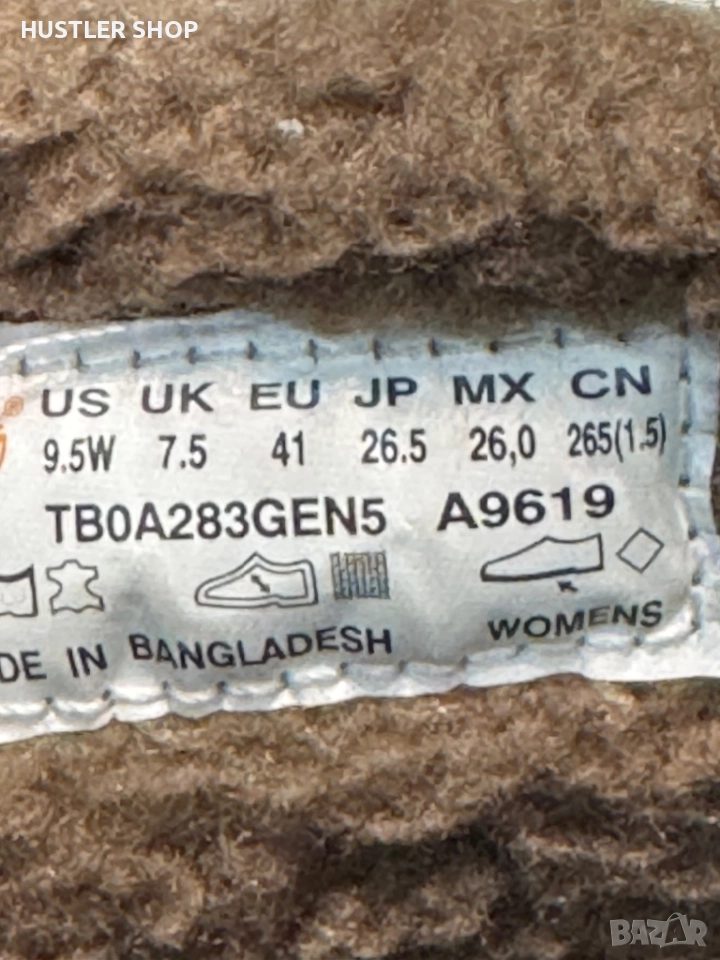 HUSTLER SHOP
® US UK EU JP MX CN
9.5W 7.5 41 26.5 26,0 265(1.5)
TB0A283GEN5 A9619
WOMENS
DE IN BANGLADESH
BAZAR